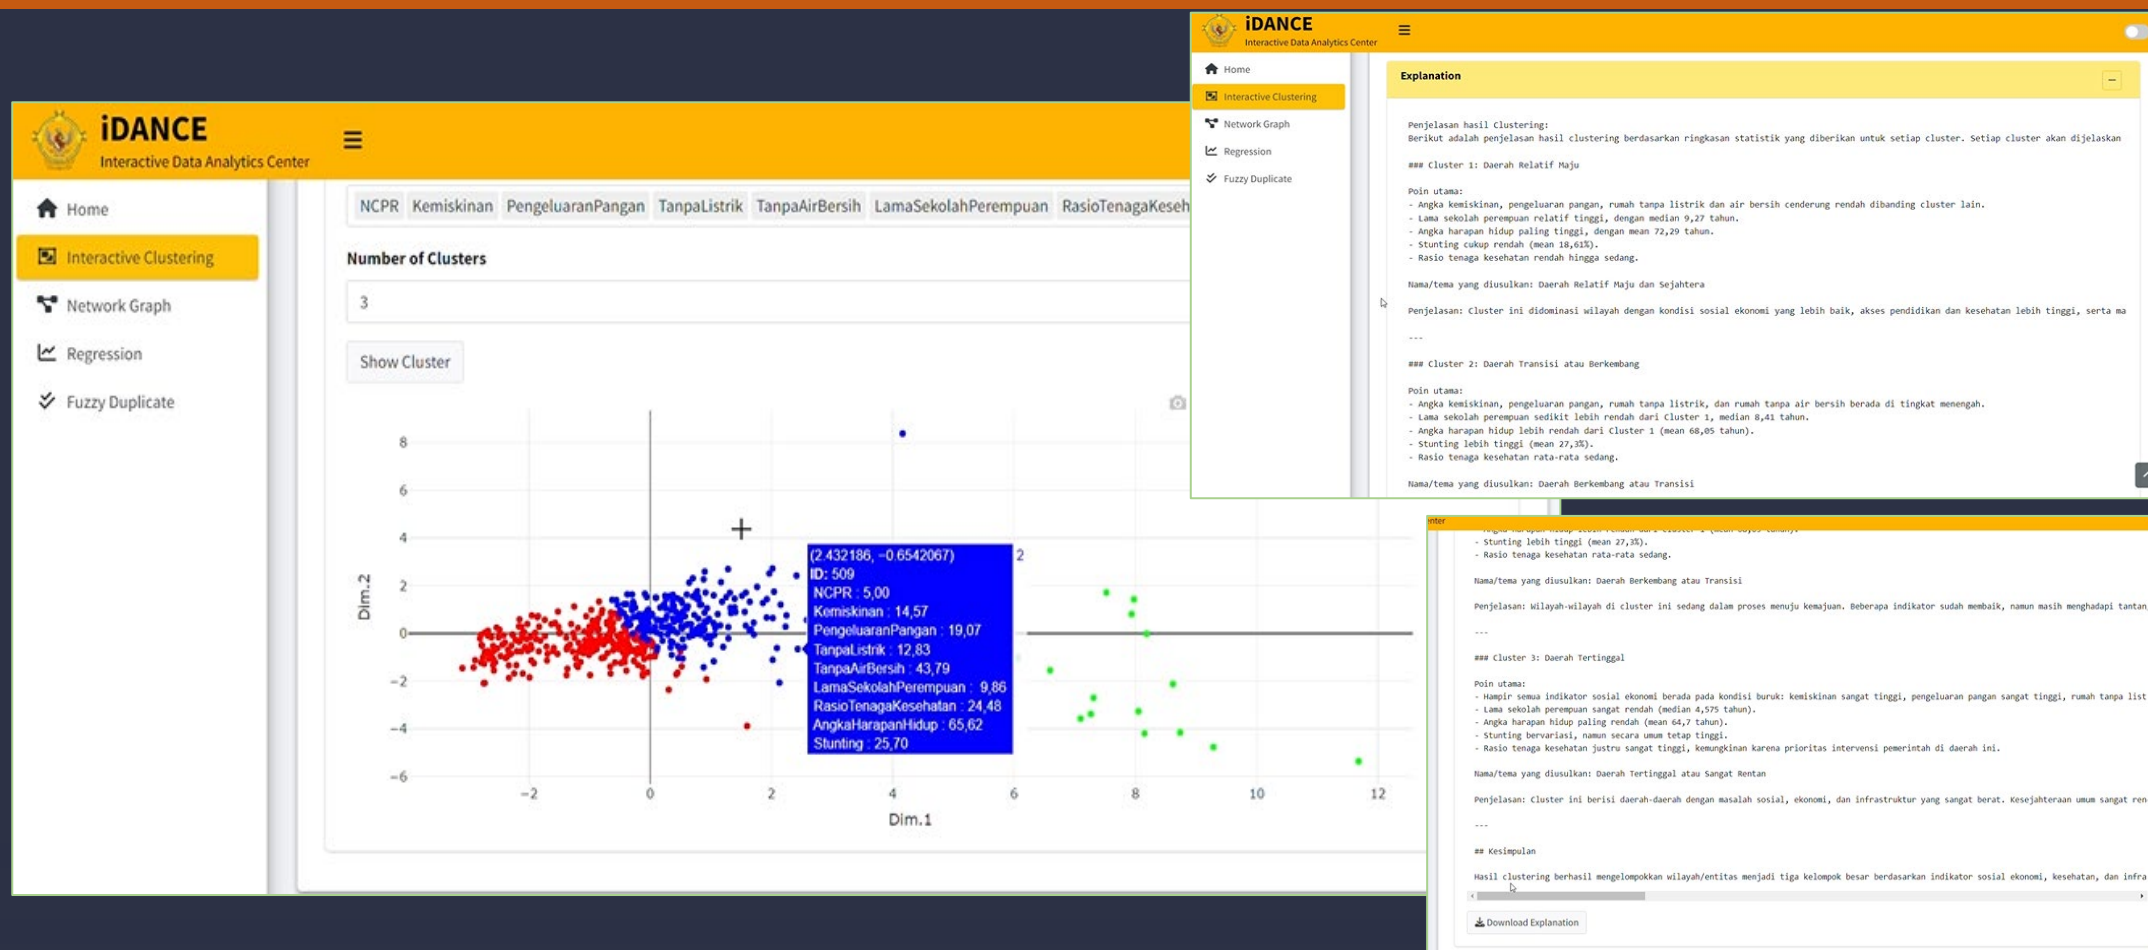 iDANCE
Interactive Data Analytics Center
Home
Interactive Clustering
Network Graph
Regression
Fuzzy Duplicate
NCPR Kemiskinan PengeluaranPangan TanpaListrik TanpaAirBersih LamaSekolahPerempuan RasioTenagaKeseh
Number of Clusters
3
Show Cluster
8
6
4
2
0
−2
−4
−6
Dim.2
−2 0 2 4 6 8 10 12
Dim.1
(2.432186, −0.6542067)
2
ID: 509
NCPR : 5,00
Kemiskinan : 14,57
PengeluaranPangan : 19,07
TanpaListrik : 12,83
TanpaAirBersih : 43,79
LamaSekolahPerempuan : 9,86
RasioTenagaKesehatan : 24,48
AngkaHarapanHidup : 65,62
Stunting : 25,70
iDANCE
Interactive Data Analytics Center
Home
Interactive Clustering
Network Graph
Regression
Fuzzy Duplicate
Explanation
Penjelasan hasil Clustering:
Berikut adalah penjelasan hasil clustering berdasarkan ringkasan statistik yang diberikan untuk setiap cluster. Setiap cluster akan dijelaskan
### Cluster 1: Daerah Relatif Maju
Poin utama:
- Angka kemiskinan, pengeluaran pangan, rumah tanpa listrik dan air bersih cenderung rendah dibanding cluster lain.
- Lama sekolah perempuan relatif tinggi, dengan median 9,27 tahun.
- Angka harapan hidup paling tinggi, dengan mean 72,29 tahun.
- Stunting cukup rendah (mean 18,61%).
- Rasio tenaga kesehatan rendah hingga sedang.
Nama/tema yang diusulkan: Daerah Relatif Maju dan Sejahtera
Penjelasan: Cluster ini didominasi wilayah dengan kondisi sosial ekonomi yang lebih baik, akses pendidikan dan kesehatan lebih tinggi, serta ma
---
### Cluster 2: Daerah Transisi atau Berkembang
Poin utama:
- Angka kemiskinan, pengeluaran pangan, rumah tanpa listrik, dan rumah tanpa air bersih berada di tingkat menengah.
- Lama sekolah perempuan sedikit lebih rendah dari Cluster 1, median 8,41 tahun.
- Angka harapan hidup lebih rendah dari Cluster 1 (mean 68,05 tahun).
- Stunting lebih tinggi (mean 27,3%).
- Rasio tenaga kesehatan rata-rata sedang.
Nama/tema yang diusulkan: Daerah Berkembang atau Transisi
enter
- Stunting lebih tinggi (mean 27,3%).
- Rasio tenaga kesehatan rata-rata sedang.
Nama/tema yang diusulkan: Daerah Berkembang atau Transisi
Penjelasan: Wilayah-wilayah di cluster ini sedang dalam proses menuju kemajuan. Beberapa indikator sudah membaik, namun masih menghadapi tantan
---
### Cluster 3: Daerah Tertinggal
Poin utama:
- Hampir semua indikator sosial ekonomi berada pada kondisi buruk: kemiskinan sangat tinggi, pengeluaran pangan sangat tinggi, rumah tanpa list
- Lama sekolah perempuan sangat rendah (median 4,575 tahun).
- Angka harapan hidup paling rendah (mean 64,7 tahun).
- Stunting bervariasi, namun secara umum tetap tinggi.
- Rasio tenaga kesehatan justru sangat tinggi, kemungkinan karena prioritas intervensi pemerintah di daerah ini.
Nama/tema yang diusulkan: Daerah Tertinggal atau Sangat Rentan
Penjelasan: Cluster ini berisi daerah-daerah dengan masalah sosial, ekonomi, dan infrastruktur yang sangat berat. Kesejahteraan umum sangat ren
---
## Kesimpulan
Hasil clustering berhasil mengelompokkan wilayah/entitas menjadi tiga kelompok besar berdasarkan indikator sosial ekonomi, kesehatan, dan infra
Download Explanation